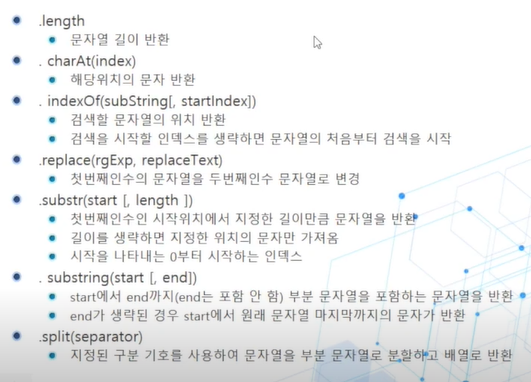 .length
문자열 길이 반환
. charAt(index)
해당위치의 문자 반환
. indexOf(subString[, startIndex])
검색할 문자열의 위치 반환
검색을 시작할 인덱스를 생략하면 문자열의 처음부터 검색을 시작
.replace(rgExp, replaceText)
첫번째인수의 문자열을 두번째인수 문자열로 변경
.substr(start [, length ])
첫번째인수인 시작위치에서 지정한 길이만큼 문자열을 반환
길이를 생략하면 지정한 위치의 문자만 가져옴
시작을 나타내는 0부터 시작하는 인덱스
. substring(start [, end])
start에서 end까지(end는 포함 안 함) 부분 문자열을 포함하는 문자열을 반환
end가 생략된 경우 start에서 원래 문자열 마지막까지의 문자가 반환
.split(separator)
지정된 구분 기호를 사용하여 문자열을 부분 문자열로 분할하고 배열로 반환